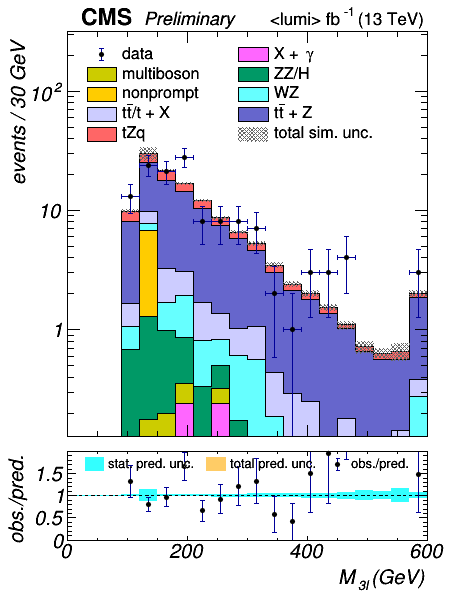 CMS Preliminary <lumi> fb⁻¹ (13 TeV)
events / 30 GeV
10²
10
1
data
multiboson
nonprompt
tt̄/t + X
tZq
X + γ
ZZ/H
WZ
tt̄ + Z
total sim. unc.
obs./pred.
1.5
1
0.5
0
stat. pred. unc. total pred. unc. obs./pred.
0 200 400 600
M3l (GeV)